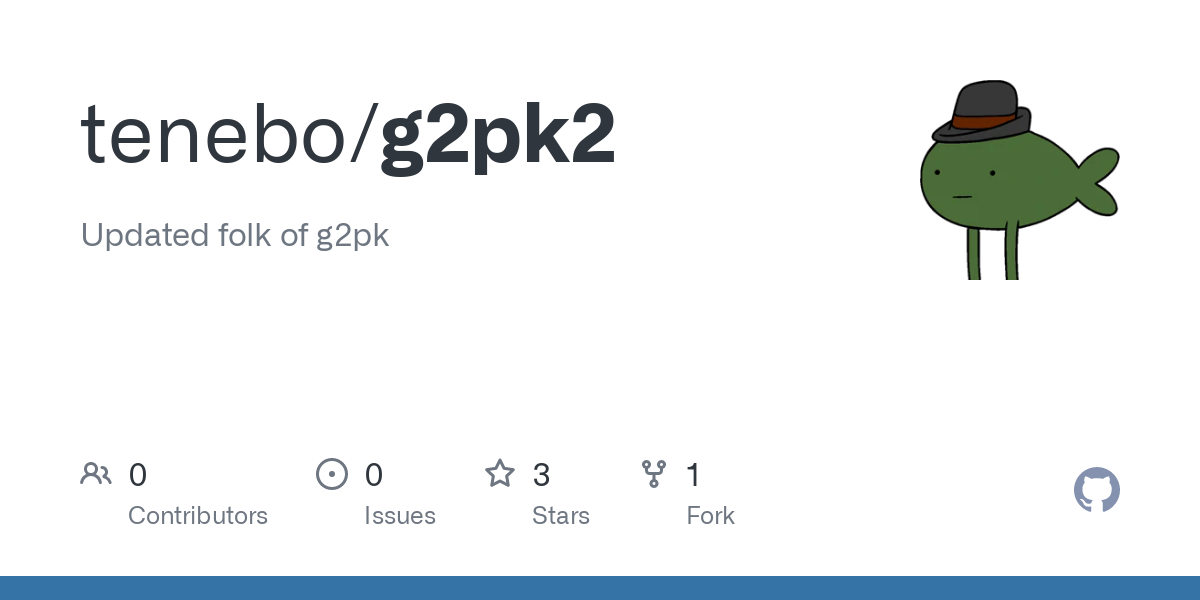 tenebo/g2pk2
Updated folk of g2pk
0
Contributors
0
Issues
3
Stars
1
Fork